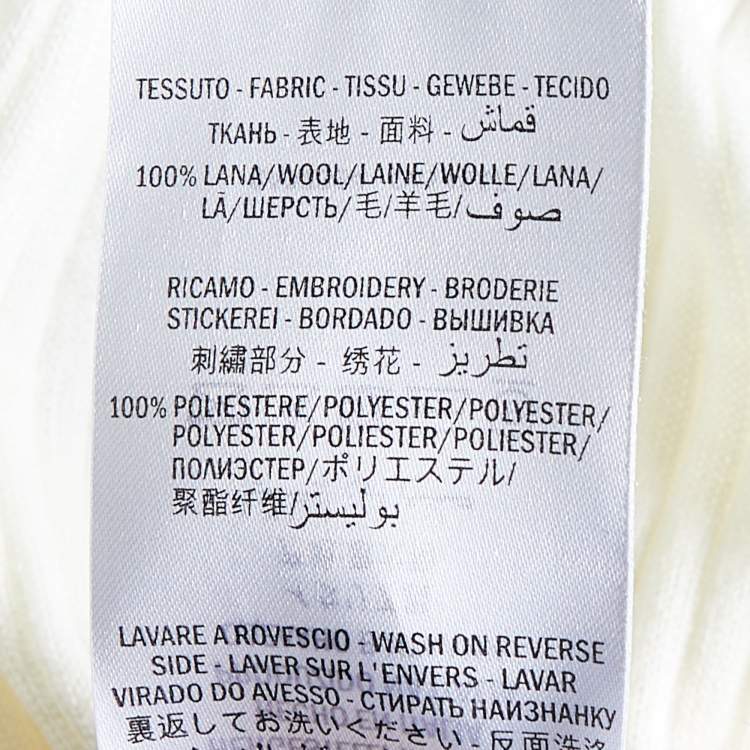 TESSUTO - FABRIC - TISSU - GEWEBE - TECIDO
ТКАНЬ - 表地 - 面料 - قماش
100% LANA/WOOL/LAINE/WOLLE/LANA/
LÃ/ШЕРСТЬ/毛/羊毛/صوف
RICAMO - EMBROIDERY - BRODERIE
STICKEREI - BORDADO - ВЫШИВКА
刺繍部分 - 绣花 - تطريز
100% POLIESTERE/POLYESTER/POLYESTER/
POLYESTER/POLIESTER/POLIESTER/
ПОЛИЭСТЕР/ポリエステル/
聚酯纤维/بوليستر
LAVARE A ROVESCIO - WASH ON REVERSE
SIDE - LAVER SUR L'ENVERS - LAVAR
VIRADO DO AVESSO - СТИРАТЬ НАИЗНАНКУ
裏返してお洗いください - 反面洗涤